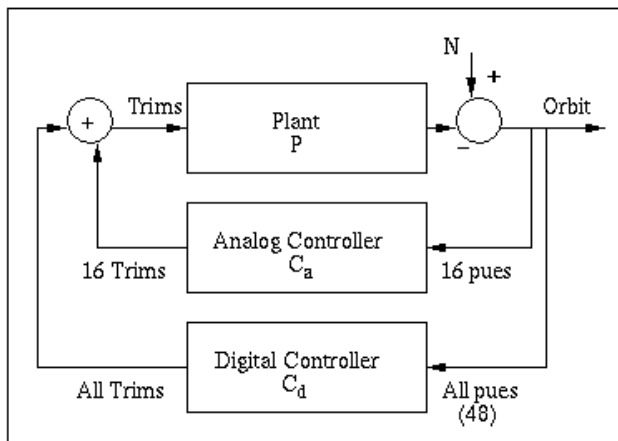 N
+
Trims
Plant
P
Orbit
+
−
Analog Controller
Ca
16 Trims
16 pues
Digital Controller
Cd
All Trims
All pues
(48)